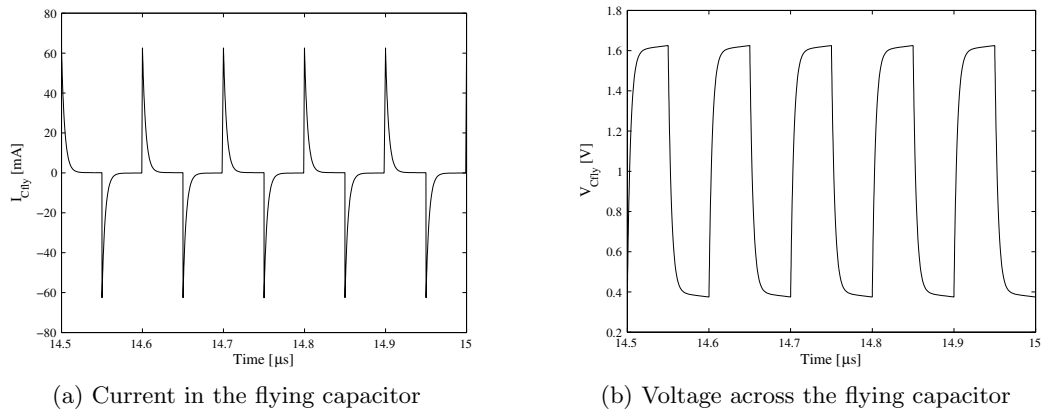 80
60
40
20
0
−20
−40
−60
−80
I_Cfly [mA]
14.5 14.6 14.7 14.8 14.9 15
Time [μs]
(a) Current in the flying capacitor
1.8
1.6
1.4
1.2
1
0.8
0.6
0.4
0.2
V_Cfly [V]
14.5 14.6 14.7 14.8 14.9 15
Time [μs]
(b) Voltage across the flying capacitor